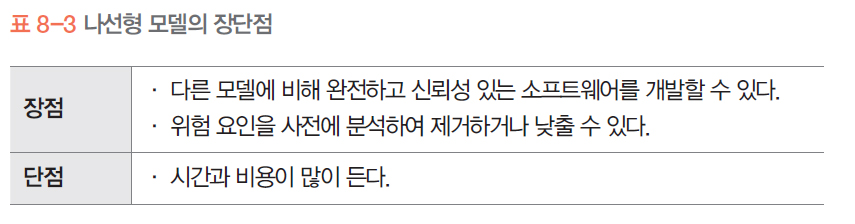 표 8-3 나선형 모델의 장단점
장점
· 다른 모델에 비해 완전하고 신뢰성 있는 소프트웨어를 개발할 수 있다.
· 위험 요인을 사전에 분석하여 제거하거나 낮출 수 있다.
단점
· 시간과 비용이 많이 든다.